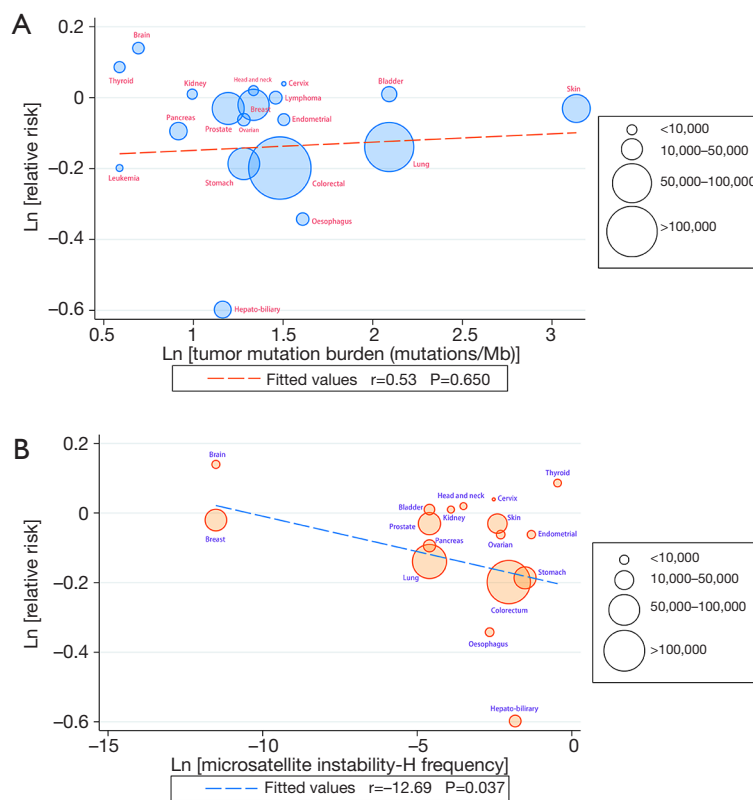 A
0.2
0
−0.2
−0.4
−0.6
Ln [relative risk]
Brain
Thyroid
Kidney
Head and neck
Cervix
Lymphoma
Bladder
Skin
Pancreas
Prostate
Breast
Ovarian
Endometrial
Leukemia
Stomach
Colorectal
Lung
Oesophagus
Hepato-biliary
0.5 1 1.5 2 2.5 3
Ln [tumor mutation burden (mutations/Mb)]
Fitted values r=0.53 P=0.650
<10,000
10,000–50,000
50,000–100,000
>100,000
B
0.2
0
−0.2
−0.4
−0.6
Ln [relative risk]
Brain
Thyroid
Breast
Bladder
Head and neck
Kidney
Cervix
Prostate
Skin
Ovarian
Endometrial
Pancreas
Lung
Stomach
Colorectum
Oesophagus
Hepato-bilirary
−15 −10 −5 0
Ln [microsatellite instability-H frequency]
Fitted values r=−12.69 P=0.037
<10,000
10,000–50,000
50,000–100,000
>100,000